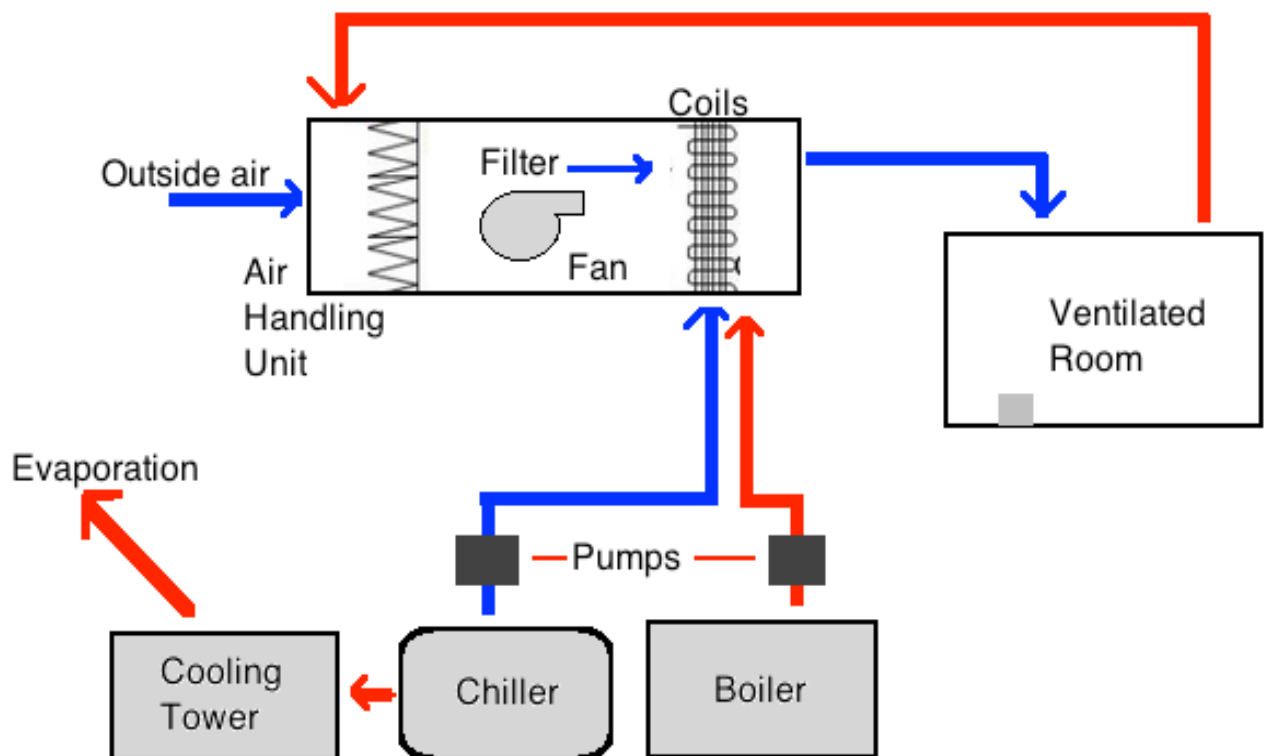 Coils
Filter
Outside air
Fan
Air
Handling
Unit
Ventilated
Room
Evaporation
Pumps
Cooling
Tower
Chiller
Boiler